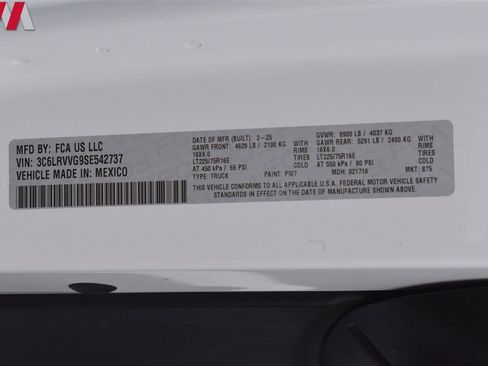 MFD BY: FCA US LLC
VIN: 3C6LRVVG9SE542737
VEHICLE MADE IN: MEXICO
DATE OF MFR (BUILT): 2-25
GAWR FRONT: 4629 LB / 2100 KG WITH
16X6.0 RIMS
LT225/75R16E TIRES
AT 450 kPa / 65 PSI COLD
TYPE: TRUCK PAINT: PW7
GVWR: 8900 LB / 4037 KG
GAWR REAR: 5291 LB / 2400 KG WITH
16X6.0 RIMS
LT225/75R16E TIRES
AT 550 kPa / 80 PSI COLD
MDH: 021716 MKT: 875
THIS VEHICLE CONFORMS TO ALL APPLICABLE U.S.A. FEDERAL MOTOR VEHICLE SAFETY
STANDARDS IN EFFECT ON THE DATE OF MANUFACTURE SHOWN ABOVE.